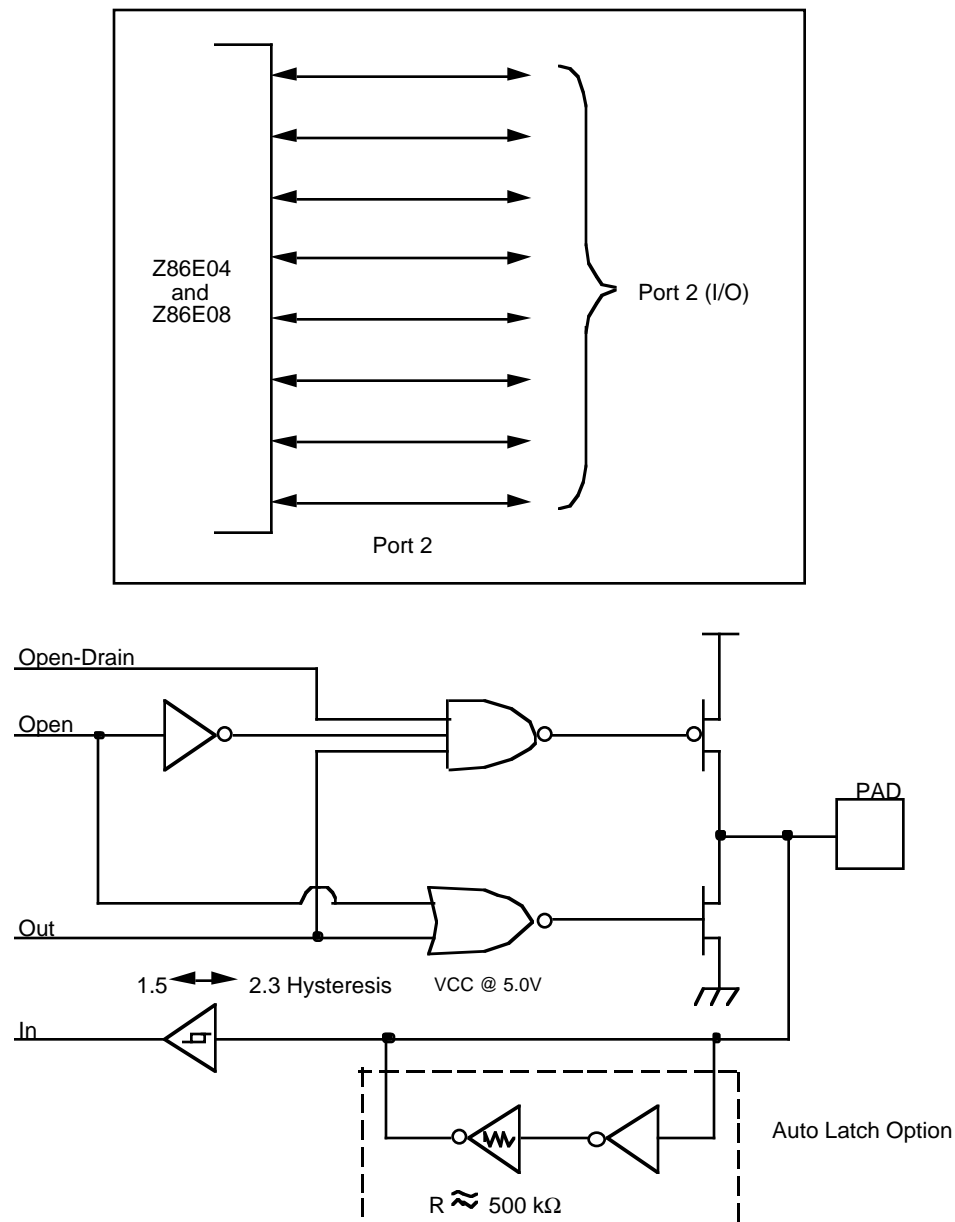 Z86E04
and
Z86E08
Port 2 (I/O)
Port 2
Open-Drain
Open
PAD
Out
1.5 2.3 Hysteresis VCC @ 5.0V
In
Auto Latch Option
R ≈ 500 kΩ